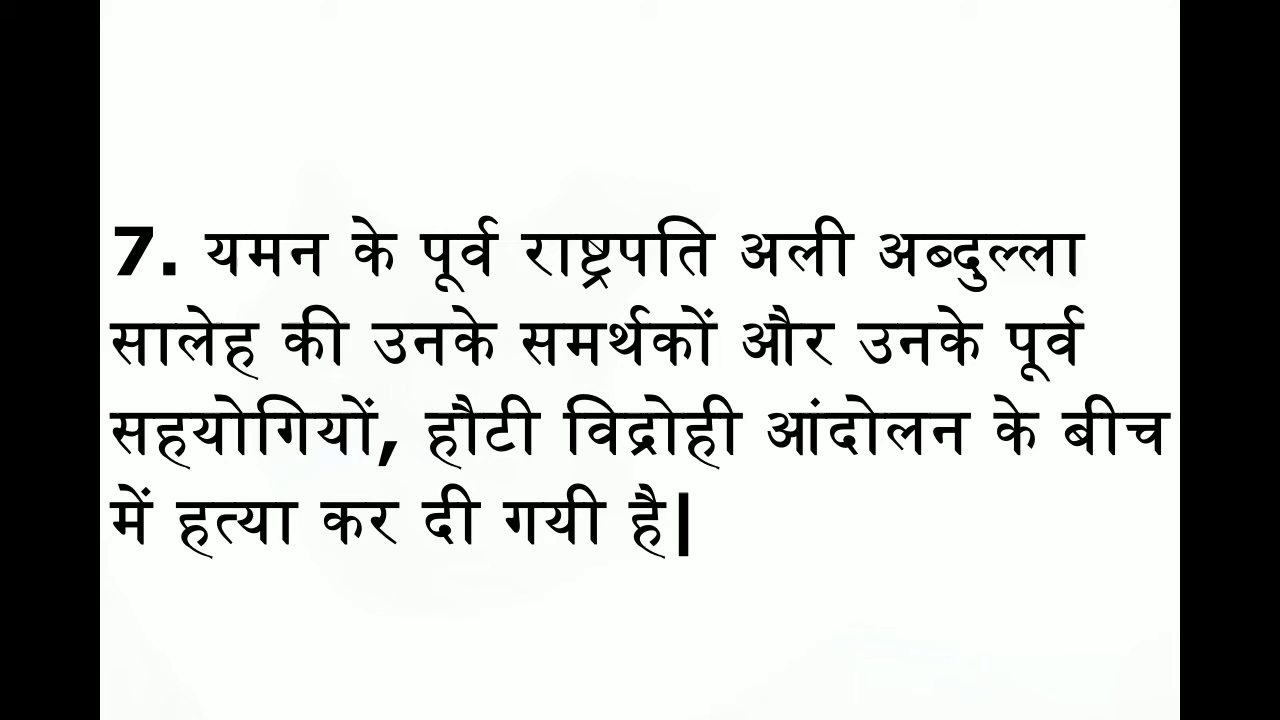 7. यमन के पूर्व राष्ट्रपति अली अब्दुल्ला
सालेह की उनके समर्थकों और उनके पूर्व
सहयोगियों, हौटी विद्रोही आंदोलन के बीच
में हत्या कर दी गयी है|